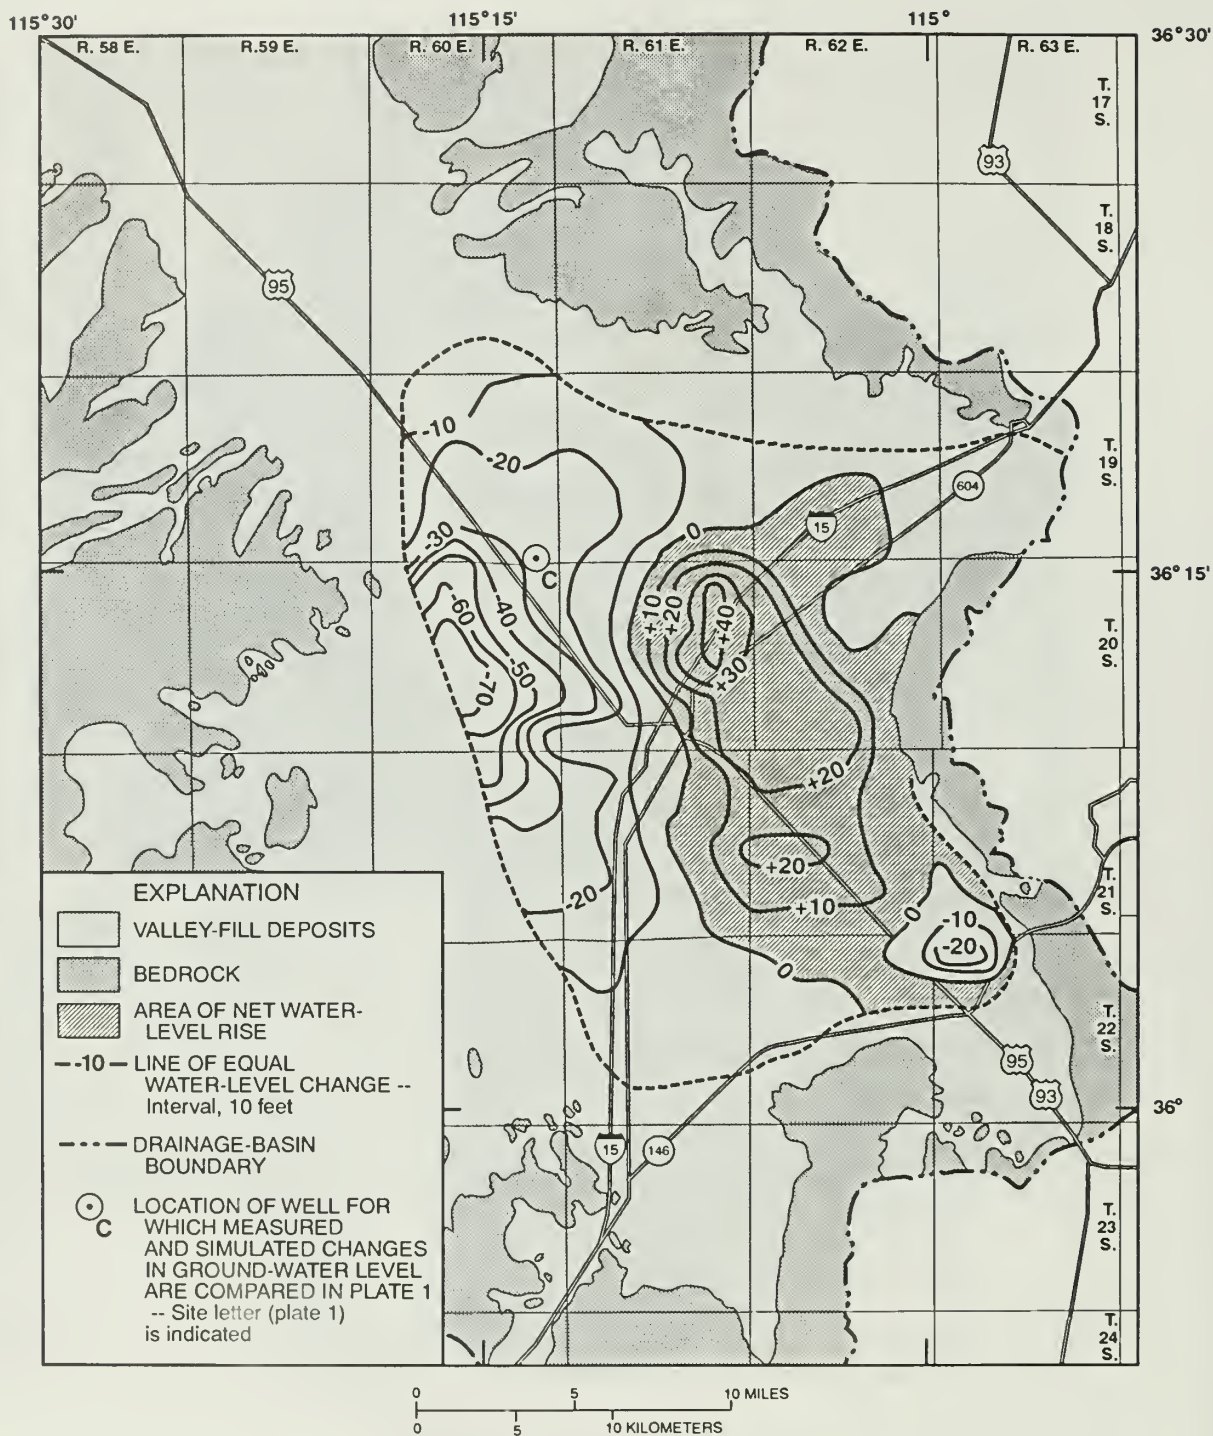 115°30'
115°15'
115°
R. 58 E.
R.59 E.
R. 60 E.
R. 61 E.
R. 62 E.
R. 63 E.
36°30'
T.
17
S.
93
T.
18
S.
95
-10
-20
T.
19
S.
604
15
0
-30
C
36°15'
-40
-60
+10
+20
+40
T.
20
S.
-50
-70
+30
+20
+20
-20
+10
0
-10
-20
T.
21
S.
0
T.
22
S.
95
93
36°
15
146
T.
23
S.
T.
24
S.
EXPLANATION
VALLEY-FILL DEPOSITS
BEDROCK
AREA OF NET WATER-
LEVEL RISE
-10
LINE OF EQUAL
WATER-LEVEL CHANGE --
Interval, 10 feet
DRAINAGE-BASIN
BOUNDARY
C
LOCATION OF WELL FOR
WHICH MEASURED
AND SIMULATED CHANGES
IN GROUND-WATER LEVEL
ARE COMPARED IN PLATE 1
-- Site letter (plate 1)
is indicated
0 5 10 MILES
0 5 10 KILOMETERS